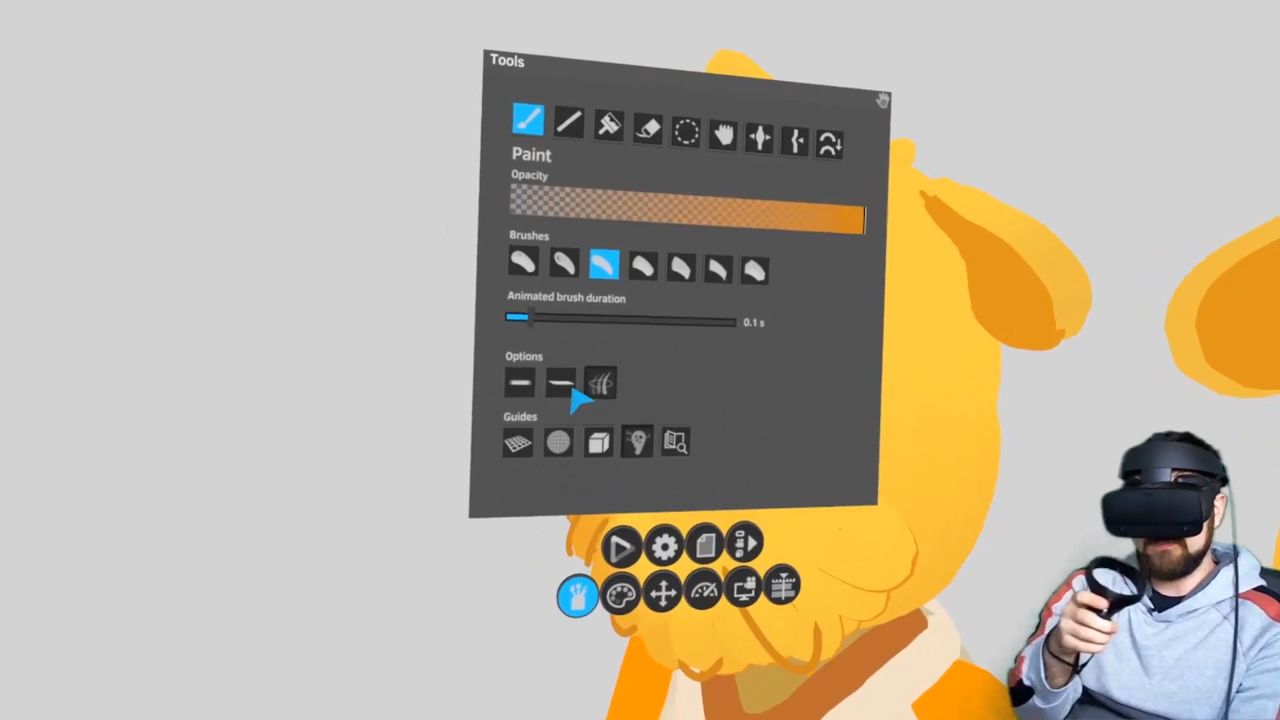 Tools
Paint
Opacity
Brushes
Animated brush duration
0.1 s
Options
Guides